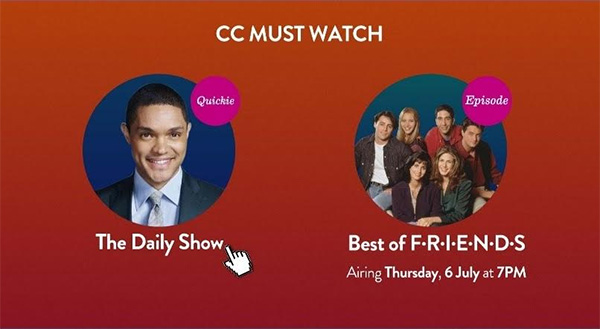 CC MUST WATCH
Quickie
The Daily Show
Episode
Best of F·R·I·E·N·D·S
Airing Thursday, 6 July at 7PM